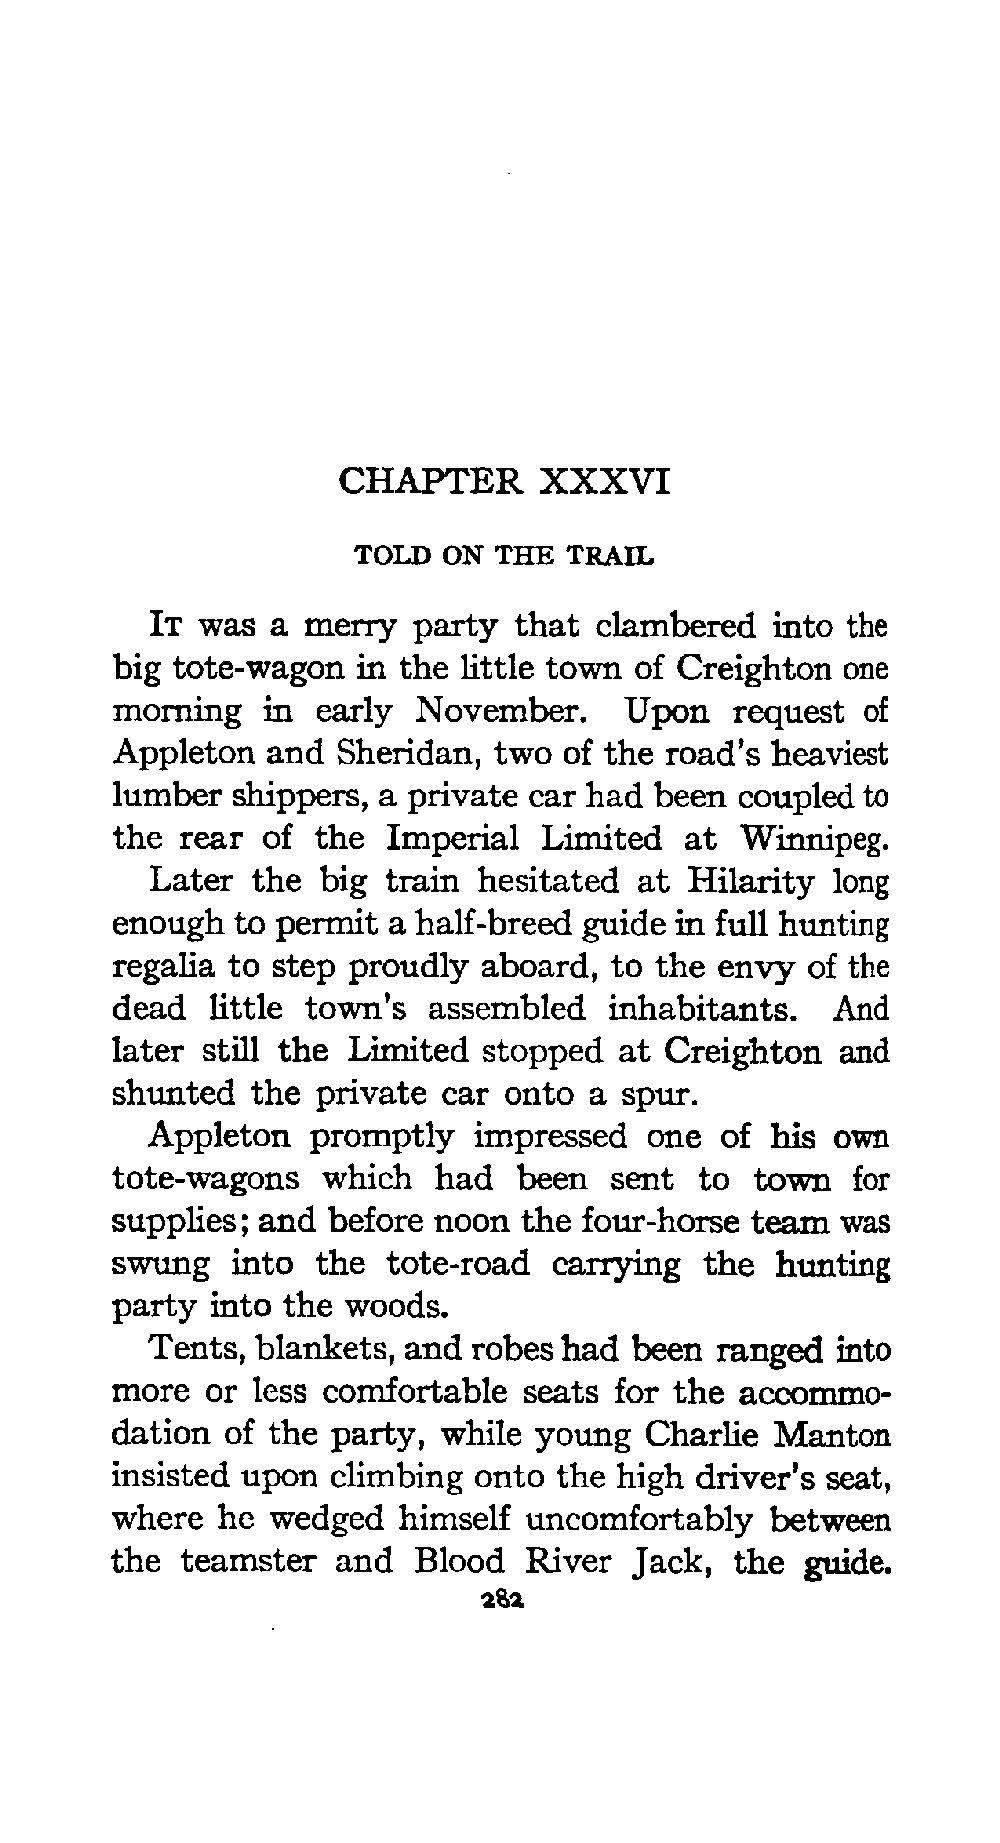 CHAPTER XXXVI
TOLD ON THE TRAIL
IT was a merry party that clambered into the
big tote-wagon in the little town of Creighton one
morning in early November. Upon request of
Appleton and Sheridan, two of the road's heaviest
lumber shippers, a private car had been coupled to
the rear of the Imperial Limited at Winnipeg.
Later the big train hesitated at Hilarity long
enough to permit a half-breed guide in full hunting
regalia to step proudly aboard, to the envy of the
dead little town's assembled inhabitants. And
later still the Limited stopped at Creighton and
shunted the private car onto a spur.
Appleton promptly impressed one of his own
tote-wagons which had been sent to town for
supplies; and before noon the four-horse team was
swung into the tote-road carrying the hunting
party into the woods.
Tents, blankets, and robes had been ranged into
more or less comfortable seats for the accommo-
dation of the party, while young Charlie Manton
insisted upon climbing onto the high driver's seat,
where he wedged himself uncomfortably between
the teamster and Blood River Jack, the guide.
282